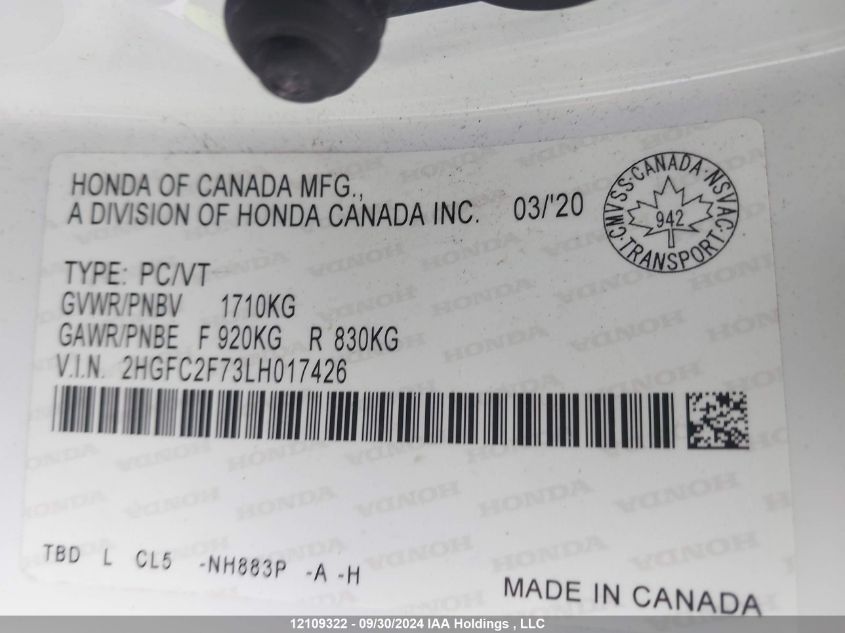 HONDA OF CANADA MFG.,
A DIVISION OF HONDA CANADA INC. 03/'20
CMVSS·CANADA·NSVAC·TRANSPORT·
942
TYPE: PC/VT
GVWR/PNBV 1710KG
GAWR/PNBE F 920KG R 830KG
V.I.N. 2HGFC2F73LH017426
TBD L CL5 -NH883P -A -H
MADE IN CANADA
12109322 - 09/30/2024 IAA Holdings , LLC